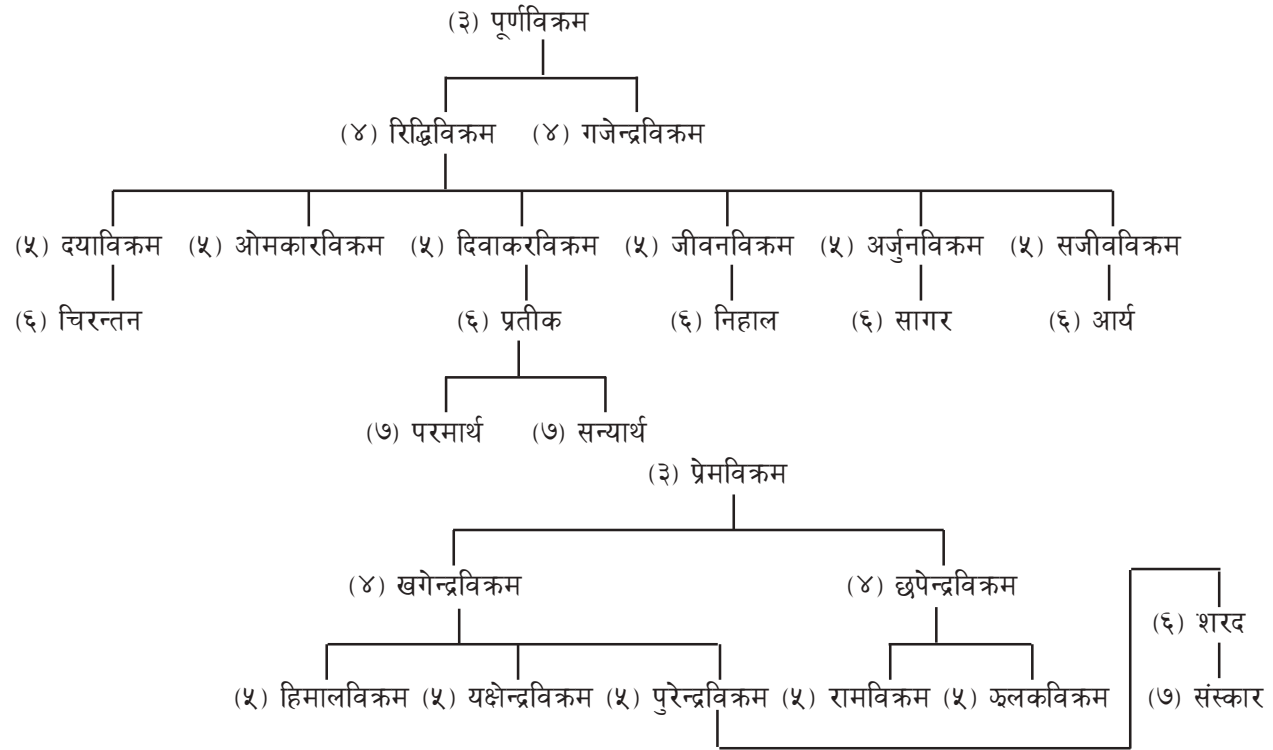 (३) पूर्णविक्रम
(४) रिद्धिविक्रम (४) गजेन्द्रविक्रम
(५) दयाविक्रम (५) ओमकारविक्रम (५) दिवाकरविक्रम (५) जीवनविक्रम (५) अर्जुनविक्रम (५) सजीवविक्रम
(६) चिरन्तन (६) प्रतीक (६) निहाल (६) सागर (६) आर्य
(७) परमार्थ (७) सन्यार्थ
(३) प्रेमविक्रम
(४) खगेन्द्रविक्रम (४) छपेन्द्रविक्रम
(६) शरद
(५) हिमालविक्रम (५) यक्षेन्द्रविक्रम (५) पुरेन्द्रविक्रम (५) रामविक्रम (५) झलकविक्रम (७) संस्कार